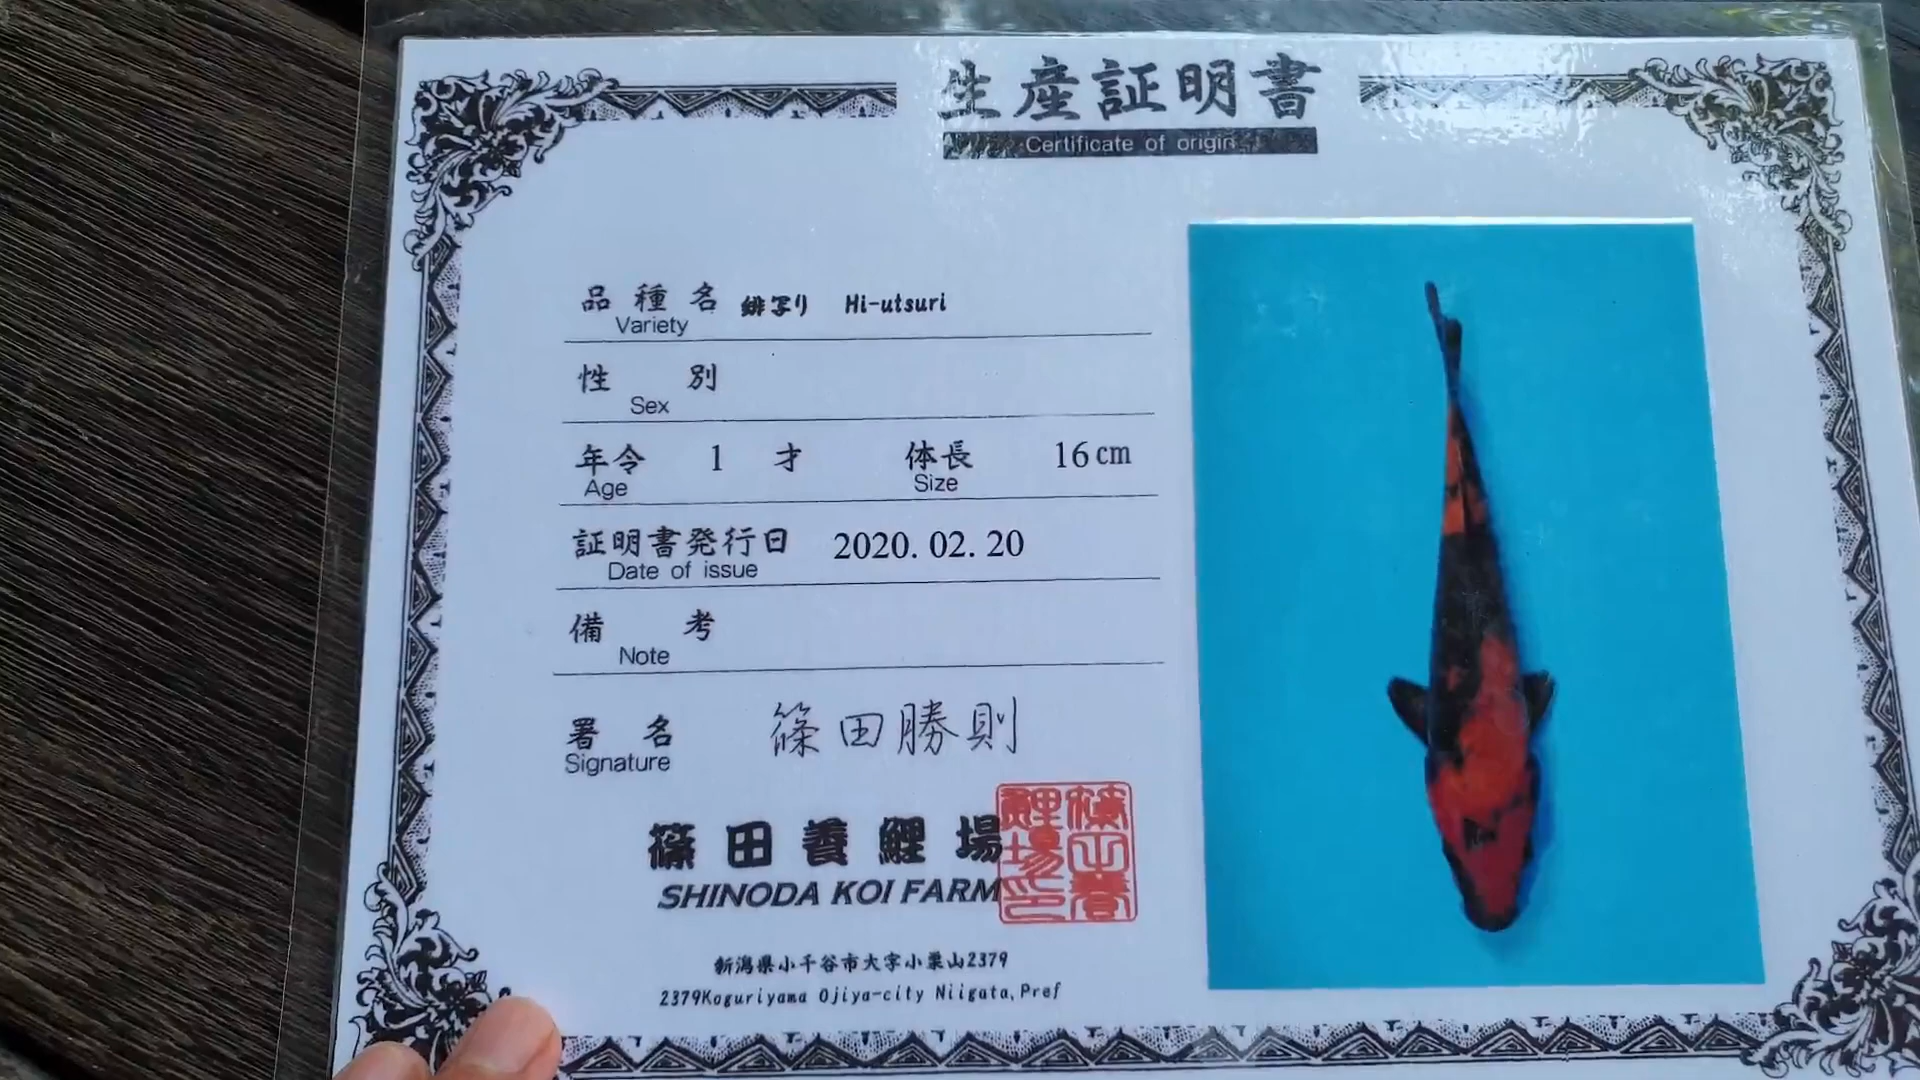 生産証明書
Certificate of origin
品種名 緋写り Hi-utsuri
Variety
性別
Sex
年令 1 才 体長 16cm
Age Size
証明書発行日 2020.02.20
Date of issue
備考
Note
署名 篠田勝則
Signature
篠田養鯉場
SHINODA KOI FARM
新潟県小千谷市大字小栗山2379
2379Koguriyama Ojiya-city Niigata,Pref